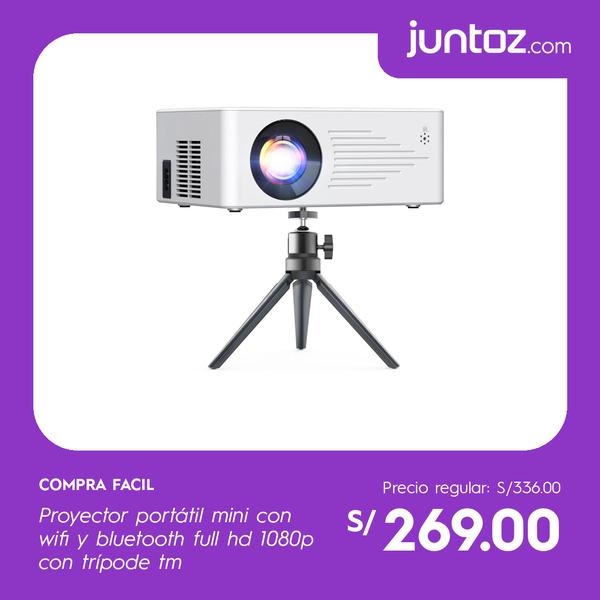 juntoz.com
COMPRA FACIL
Proyector portátil mini con
wifi y bluetooth full hd 1080p
con trípode tm
Precio regular: S/336.00
S/ 269.00